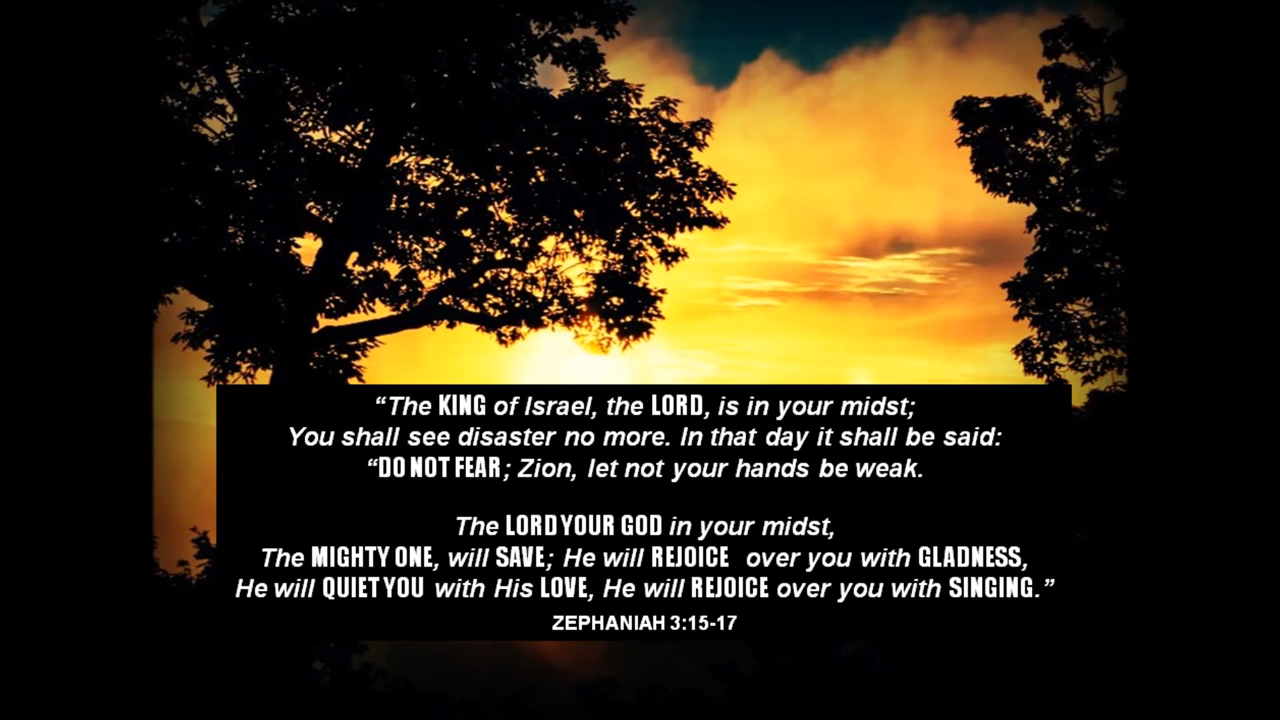 “The KING of Israel, the LORD, is in your midst;
You shall see disaster no more. In that day it shall be said:
“DO NOT FEAR; Zion, let not your hands be weak.
The LORD YOUR GOD in your midst,
The MIGHTY ONE, will SAVE; He will REJOICE over you with GLADNESS,
He will QUIET YOU with His LOVE, He will REJOICE over you with SINGING.”
ZEPHANIAH 3:15-17